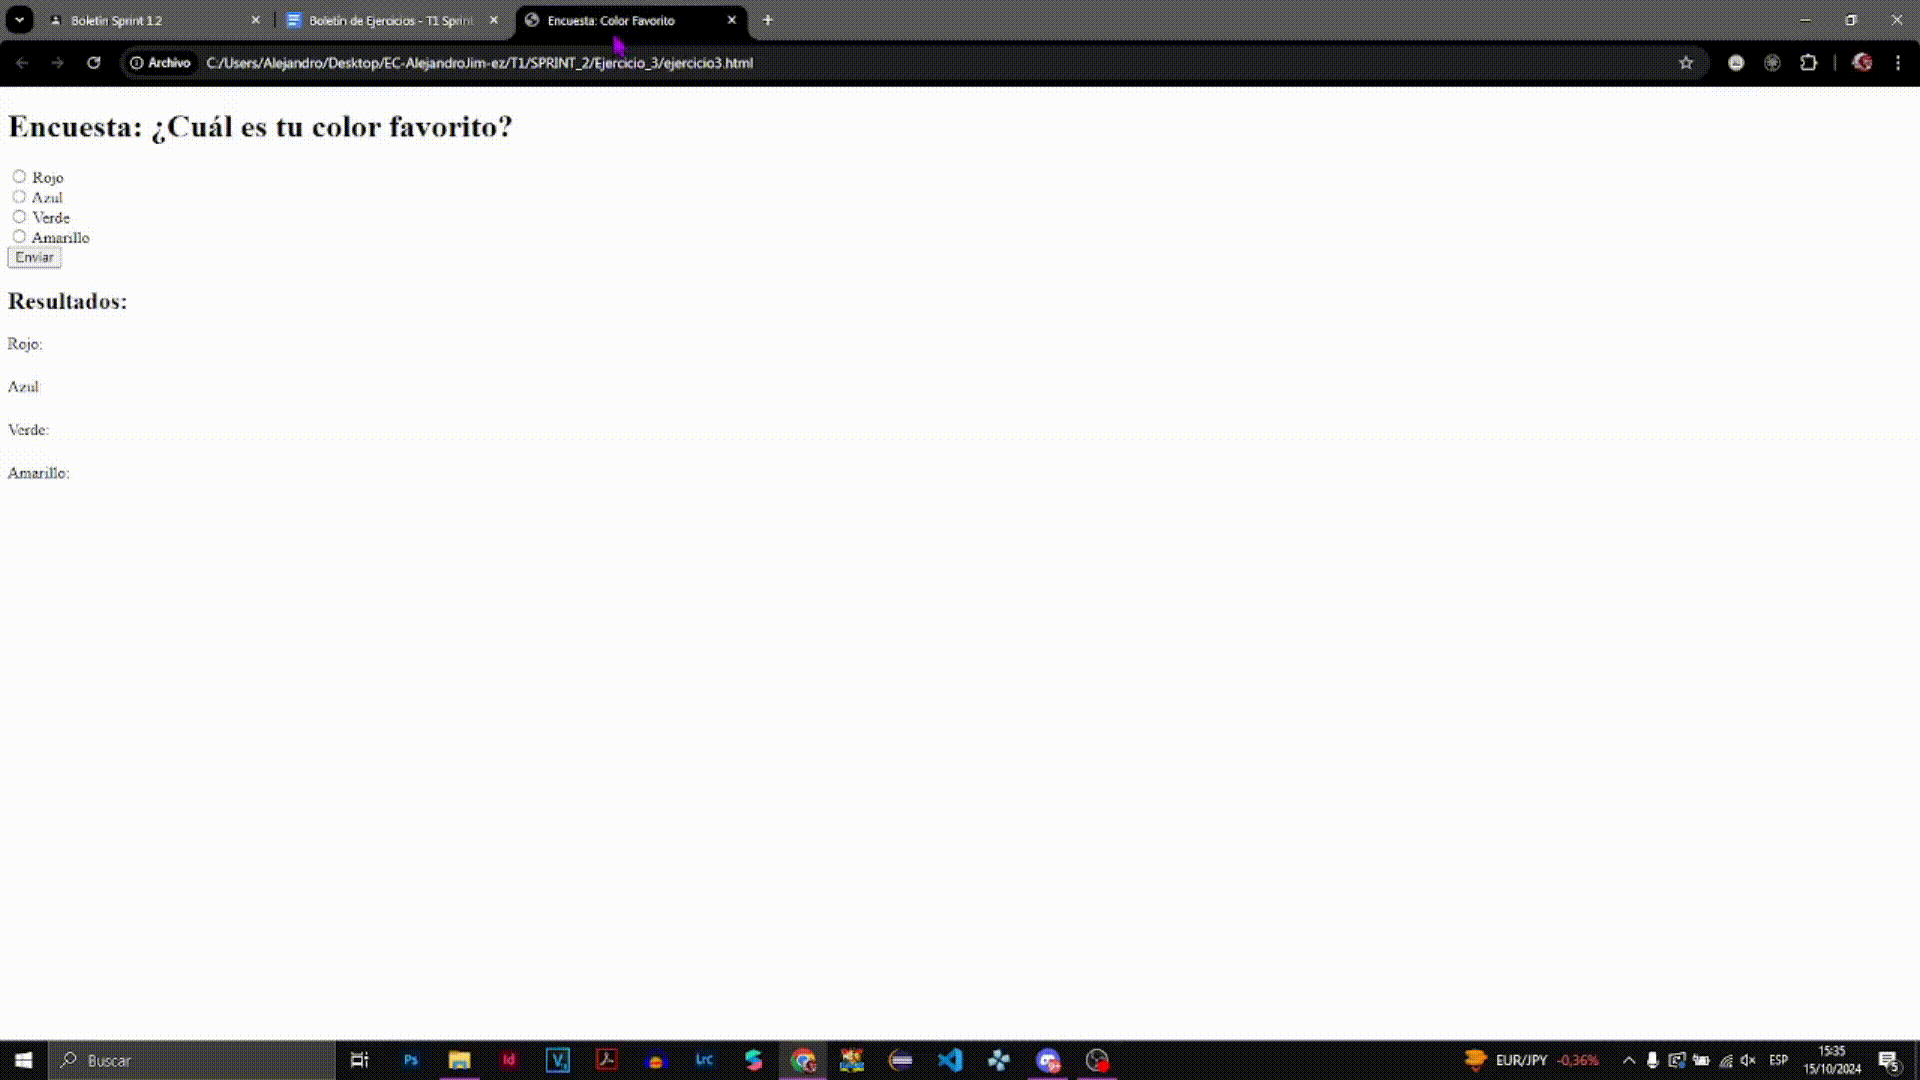 Boletín Sprint 1.2
Boletín de Ejercicios - T1 Sprint
Encuesta: Color Favorito
Archivo
C:/Users/Alejandro/Desktop/EC-AlejandroJim-ez/T1/SPRINT_2/Ejercicio_3/ejercicio3.html
Encuesta: ¿Cuál es tu color favorito?
Rojo
Azul
Verde
Amarillo
Enviar
Resultados:
Rojo:
Azul
Verde:
Amarillo:
Buscar
Ps
Id
V
Lrc
EUR/JPY -0,36%
ESP
15:35
15/10/2024
5